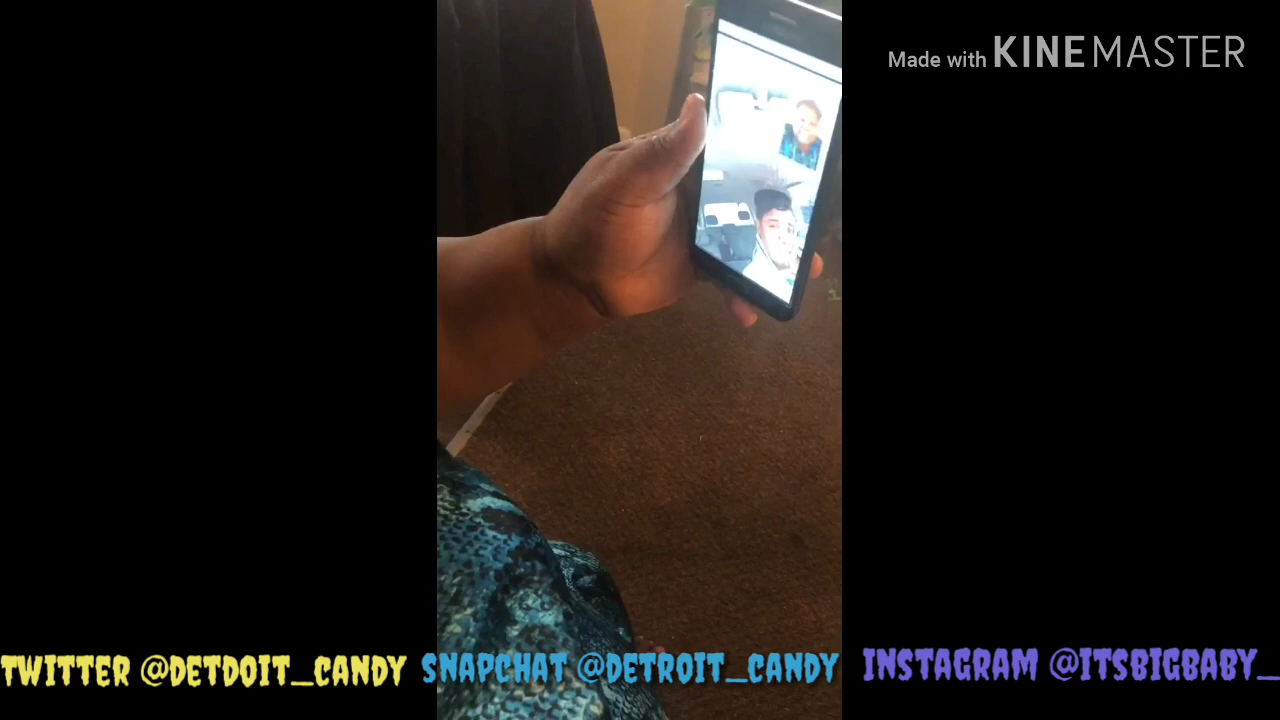 Made with KINEMASTER
TWITTER @DETDOIT_CANDY
SNAPCHAT @DETROIT_CANDY
INSTAGRAM @ITSBIGBABY_